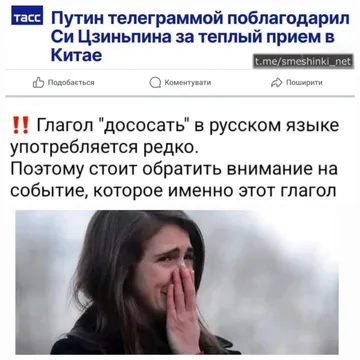 ТАСС
Путин телеграммой поблагодарил
Си Цзиньпина за теплый прием в
Китае
t.me/smeshinki_net
Подобається
Коментувати
Поширити
‼ Глагол "дососать" в русском языке
употребляется редко.
Поэтому стоит обратить внимание на
событие, которое именно этот глагол